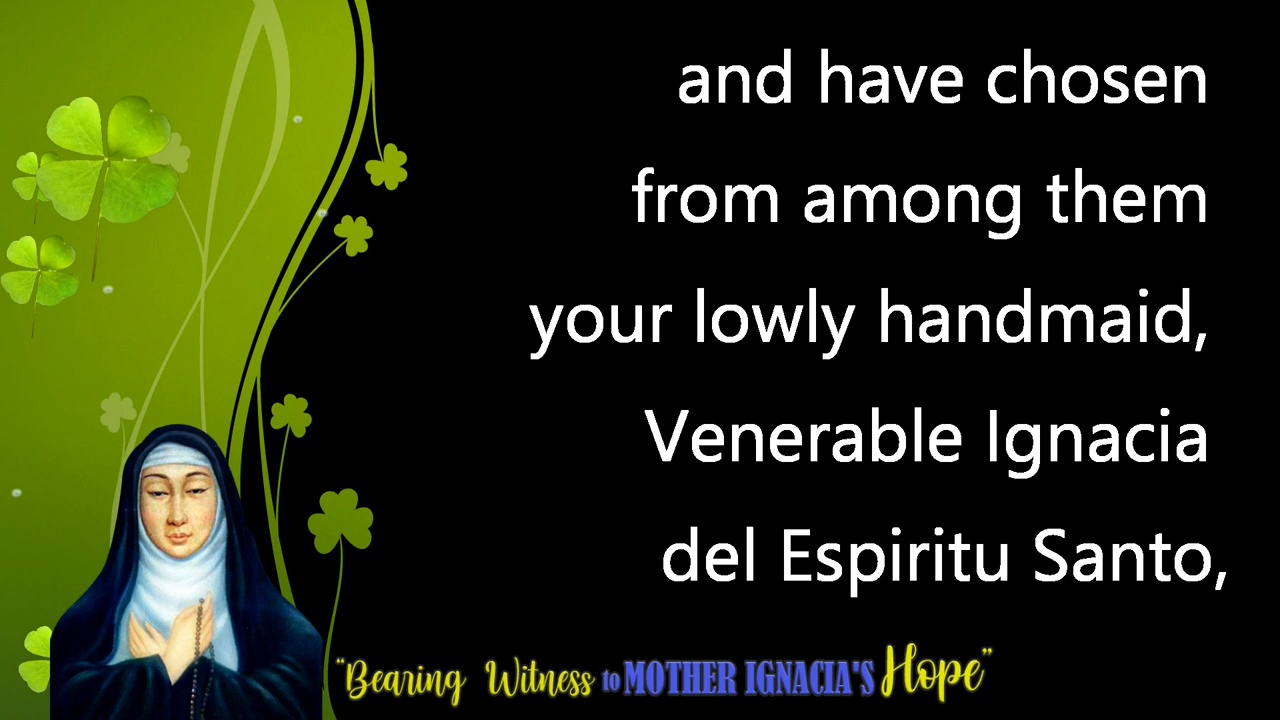 and have chosen
from among them
your lowly handmaid,
Venerable Ignacia
del Espiritu Santo,
"Bearing Witness to MOTHER IGNACIA'S Hope"